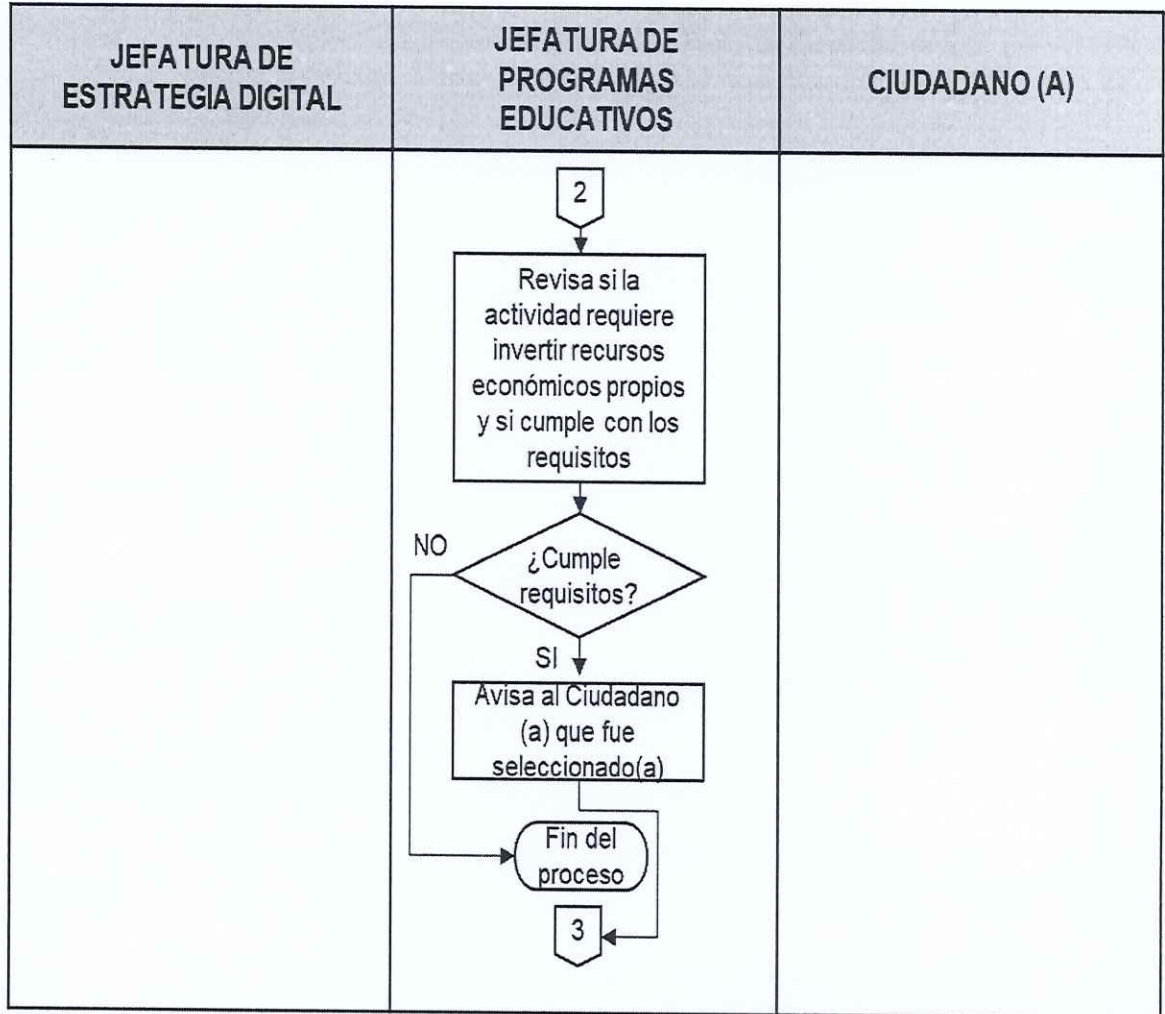 JEFATURA DE
ESTRATEGIA DIGITAL
JEFATURA DE
PROGRAMAS
EDUCATIVOS
CIUDADANO (A)
2
Revisa si la
actividad requiere
invertir recursos
económicos propios
y si cumple con los
requisitos
¿Cumple
requisitos?
NO
SI
Avisa al Ciudadano
(a) que fue
seleccionado(a)
Fin del
proceso
3